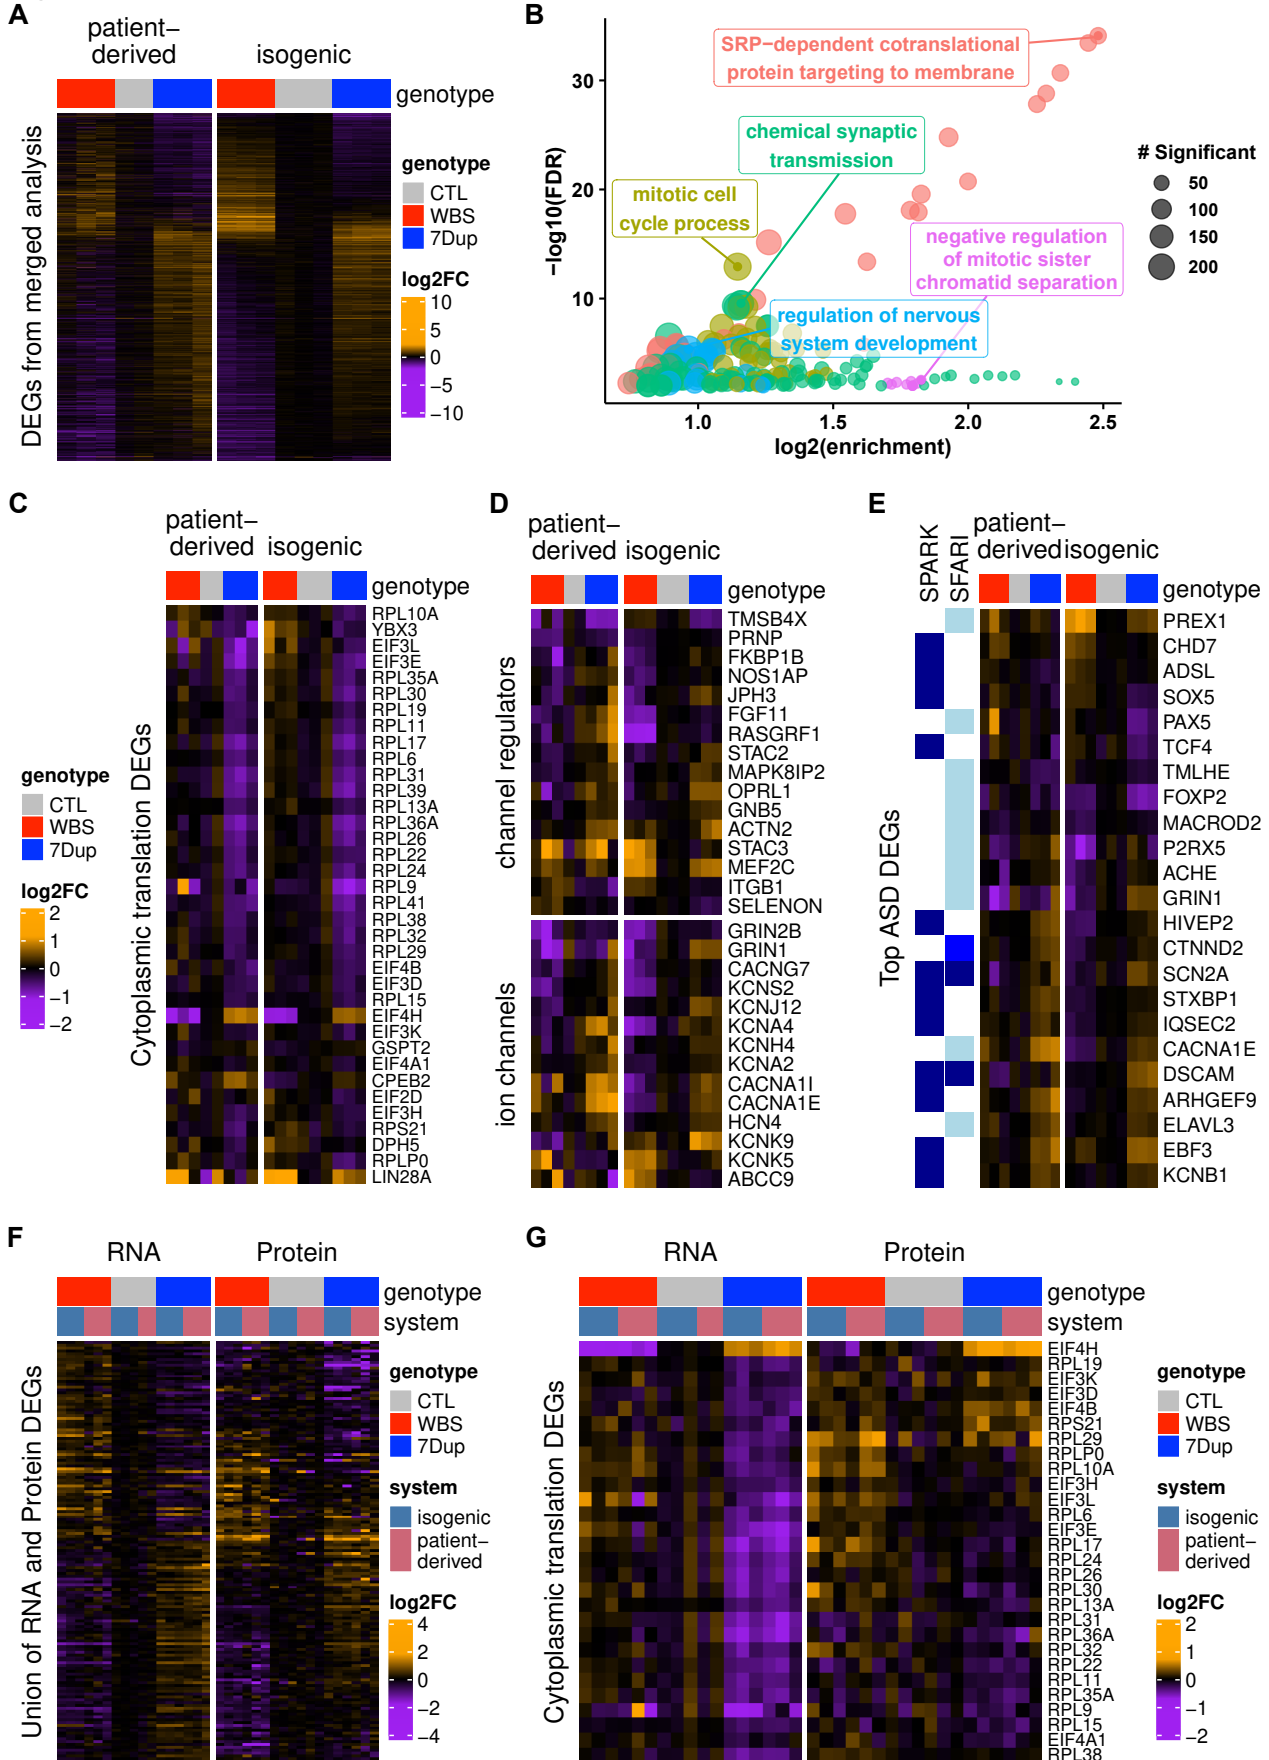 A
patient−
derived
isogenic
genotype
DEGs from merged analysis
genotype
CTL
WBS
7Dup
log2FC
10
5
0
−5
−10
B
−log10(FDR)
30
20
10
1.0
1.5
2.0
2.5
log2(enrichment)
SRP−dependent cotranslational
protein targeting to membrane
chemical synaptic
transmission
mitotic cell
cycle process
negative regulation
of mitotic sister
chromatid separation
regulation of nervous
system development
# Significant
50
100
150
200
C
patient−
derived
isogenic
genotype
genotype
CTL
WBS
7Dup
log2FC
2
1
0
−1
−2
Cytoplasmic translation DEGs
RPL10A
YBX3
EIF3L
EIF3E
RPL35A
RPL30
RPL19
RPL11
RPL17
RPL6
RPL31
RPL39
RPL13A
RPL36A
RPL26
RPL22
RPL24
RPL9
RPL41
RPL38
RPL32
RPL29
EIF4B
EIF3D
RPL15
EIF4H
EIF3K
GSPT2
EIF4A1
CPEB2
EIF2D
EIF3H
RPS21
DPH5
RPLP0
LIN28A
D
patient−
derived
isogenic
genotype
channel regulators
TMSB4X
PRNP
FKBP1B
NOS1AP
JPH3
FGF11
RASGRF1
STAC2
MAPK8IP2
OPRL1
GNB5
ACTN2
STAC3
MEF2C
ITGB1
SELENON
ion channels
GRIN2B
GRIN1
CACNG7
KCNS2
KCNJ12
KCNA4
KCNH4
KCNA2
CACNA1I
CACNA1E
HCN4
KCNK9
KCNK5
ABCC9
E
SPARK
SFARI
patient−
derived
isogenic
genotype
Top ASD DEGs
PREX1
CHD7
ADSL
SOX5
PAX5
TCF4
TMLHE
FOXP2
MACROD2
P2RX5
ACHE
GRIN1
HIVEP2
CTNND2
SCN2A
STXBP1
IQSEC2
CACNA1E
DSCAM
ARHGEF9
ELAVL3
EBF3
KCNB1
F
RNA
Protein
genotype
system
Union of RNA and Protein DEGs
genotype
CTL
WBS
7Dup
system
isogenic
patient−
derived
log2FC
4
2
0
−2
−4
G
RNA
Protein
genotype
system
Cytoplasmic translation DEGs
EIF4H
RPL19
EIF3K
EIF3D
EIF4B
RPS21
RPL29
RPLP0
RPL10A
EIF3H
EIF3L
RPL6
EIF3E
RPL17
RPL24
RPL26
RPL30
RPL13A
RPL31
RPL36A
RPL32
RPL22
RPL11
RPL35A
RPL9
RPL15
EIF4A1
RPL38
genotype
CTL
WBS
7Dup
system
isogenic
patient−
derived
log2FC
2
1
0
−1
−2